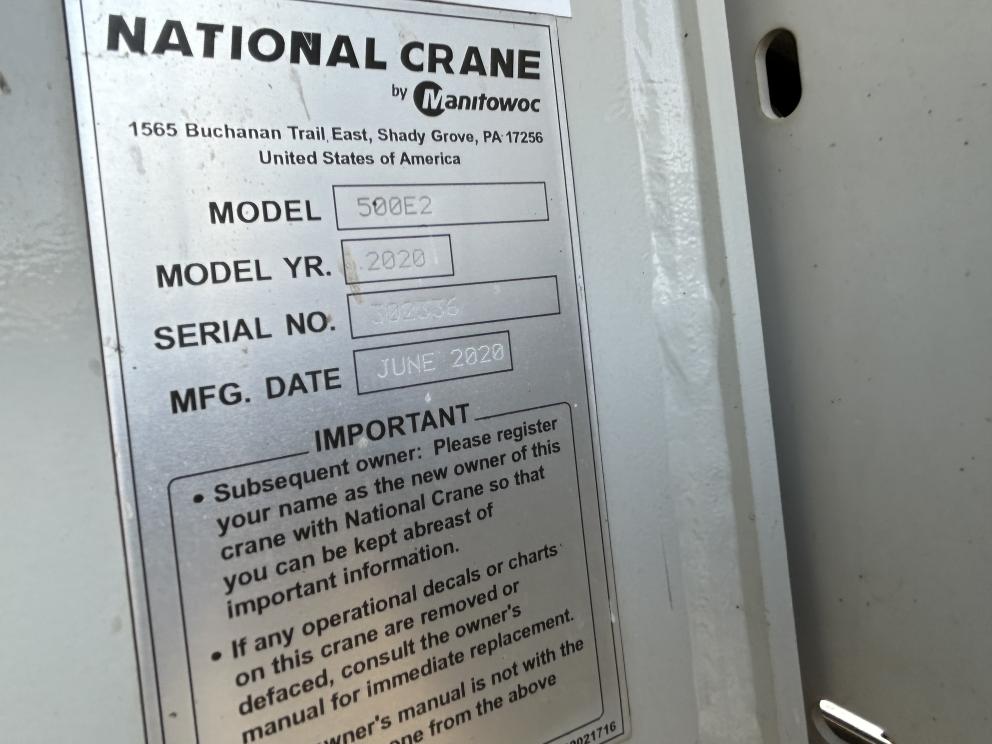 NATIONAL CRANE
by Manitowoc
1565 Buchanan Trail East, Shady Grove, PA 17256
United States of America
MODEL 500E2
MODEL YR. 2020
SERIAL NO.
MFG. DATE JUNE 2020
IMPORTANT
• Subsequent owner: Please register
your name as the new owner of this
crane with National Crane so that
you can be kept abreast of
important information.
• If any operational decals or charts
on this crane are removed or
defaced, consult the owner's
manual for immediate replacement.
manual is not with the
from the above